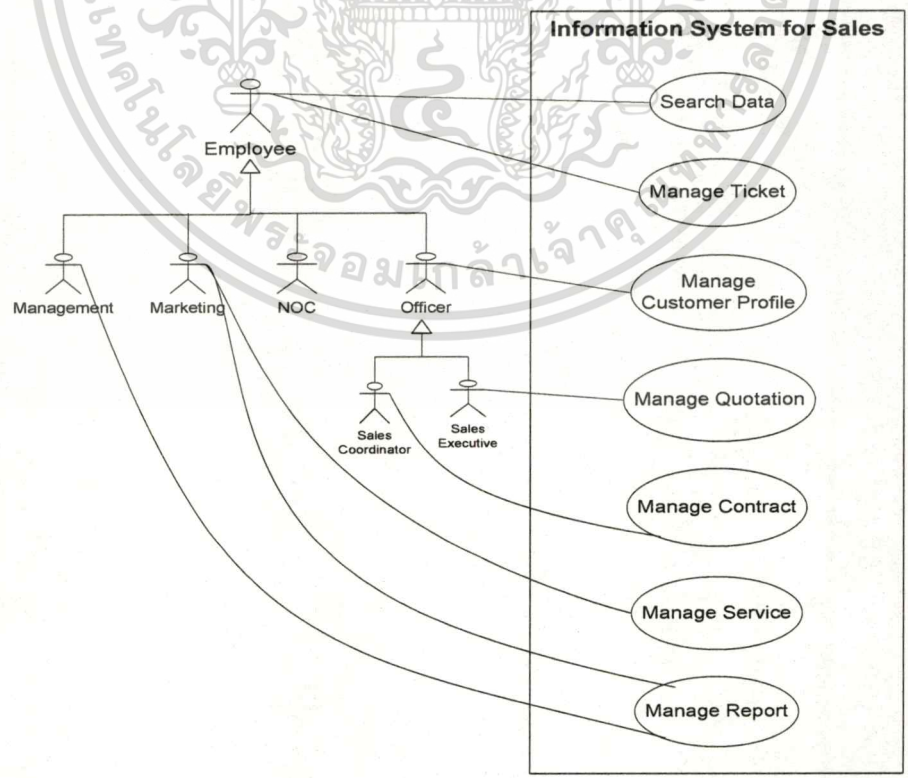 Information System for Sales
Search Data
Employee
Manage Ticket
Management
Marketing
NOC
Officer
Manage
Customer Profile
Sales
Coordinator
Sales
Executive
Manage Quotation
Manage Contract
Manage Service
Manage Report